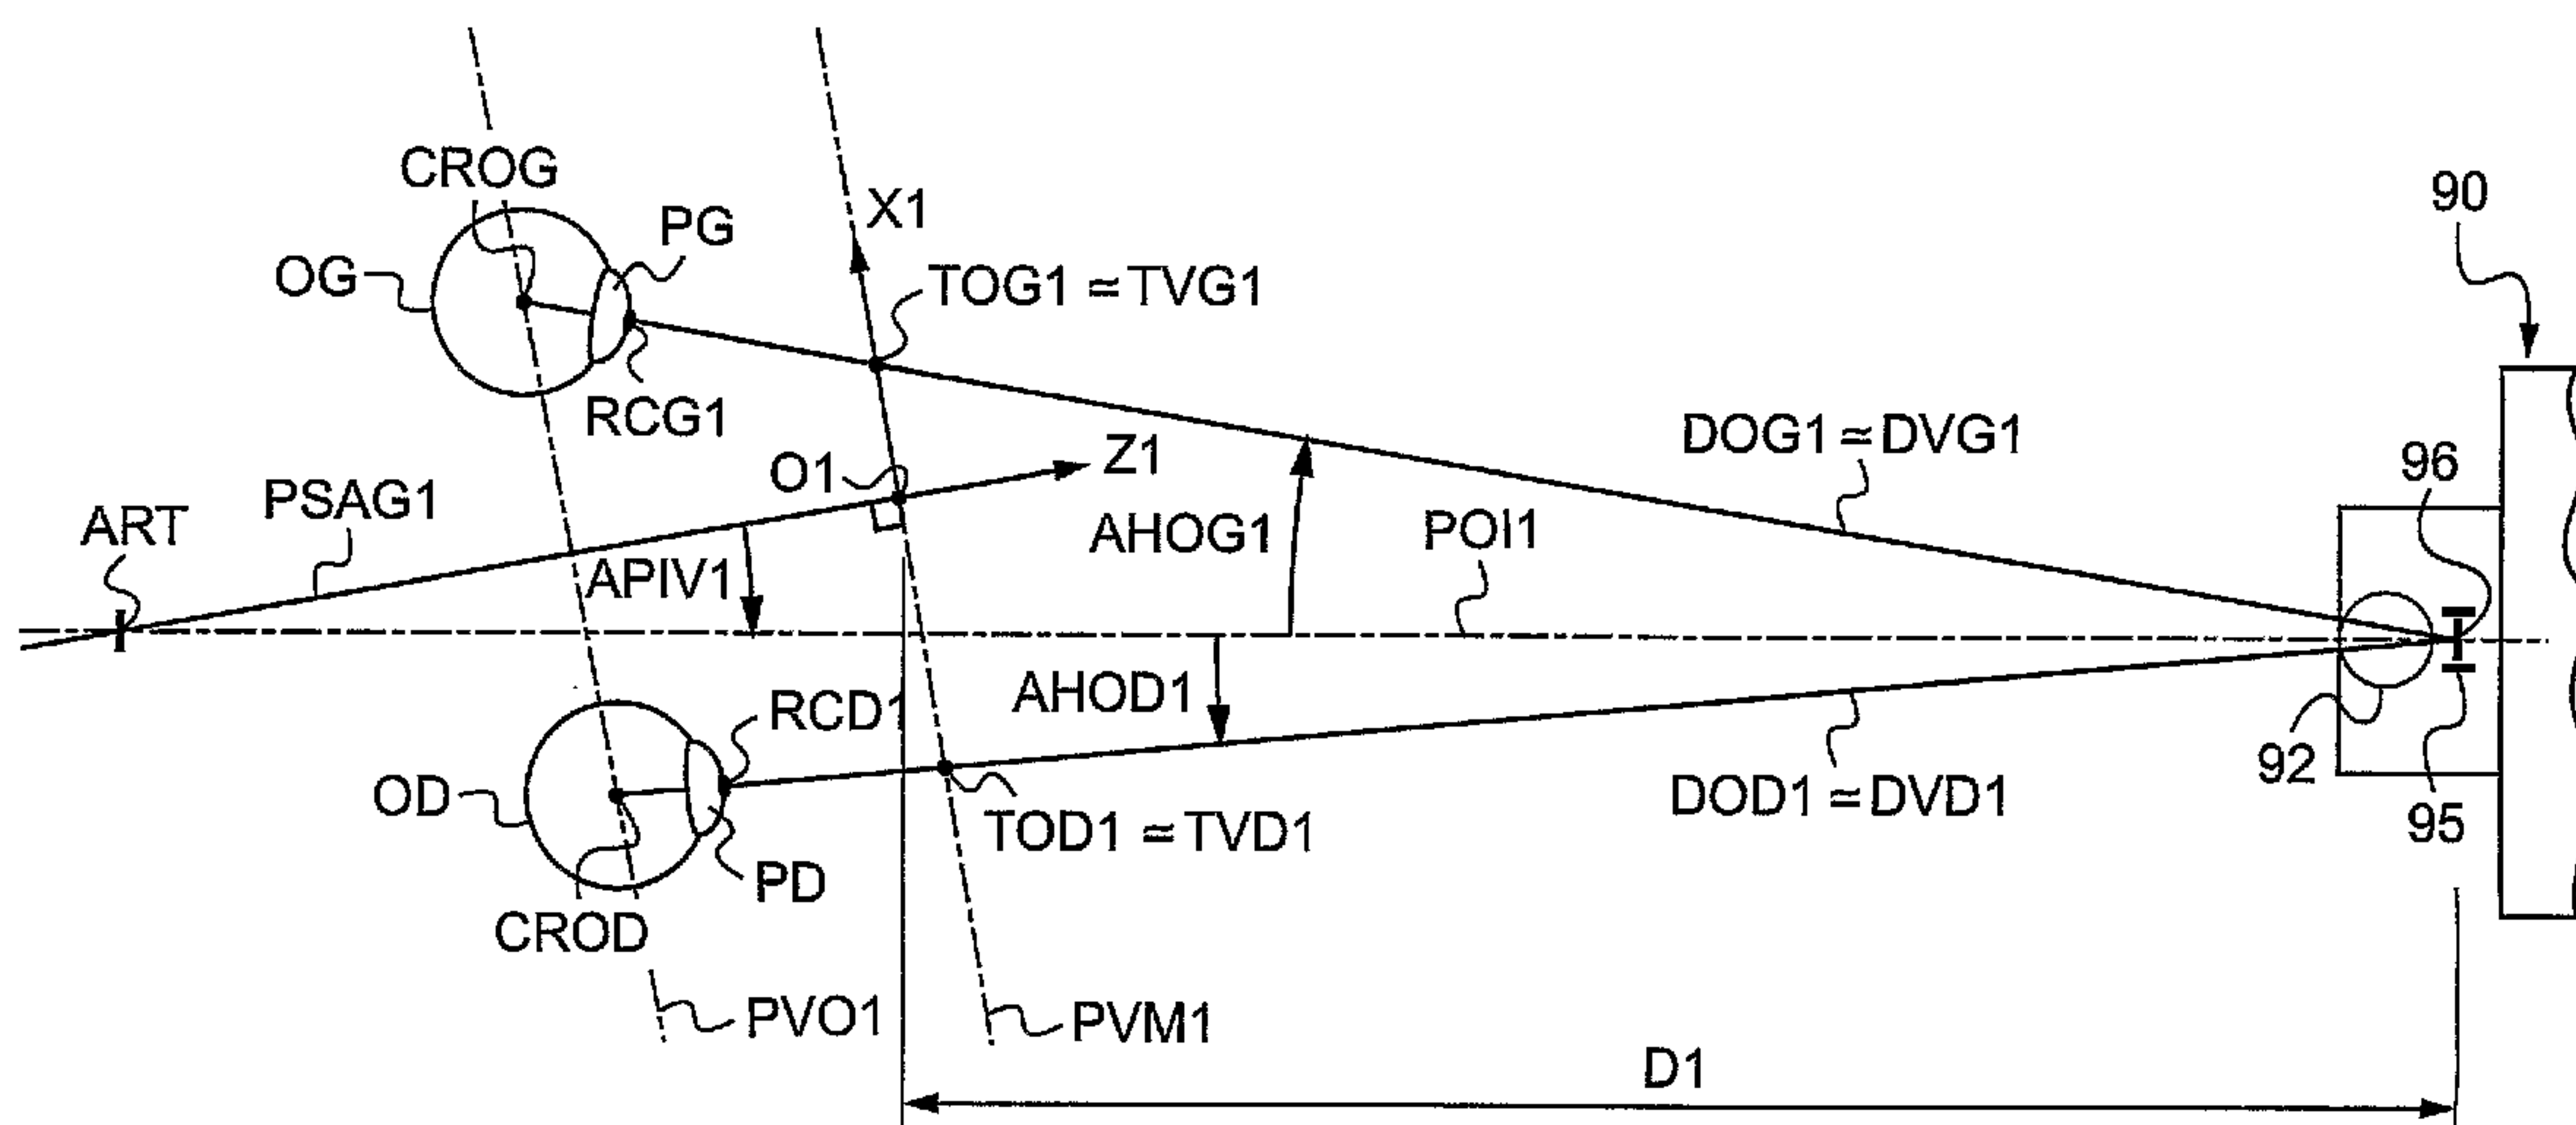 CROG
90
X1
PG
OG
TOG1 ≃ TVG1
RCG1
DOG1 ≃ DVG1
96
O1
Z1
PSAG1
ART
AHOG1
POI1
APIV1
AHOD1
RCD1
92
OD
DOD1 ≃ DVD1
95
TOD1 ≃ TVD1
PD
CROD
PVO1
PVM1
D1